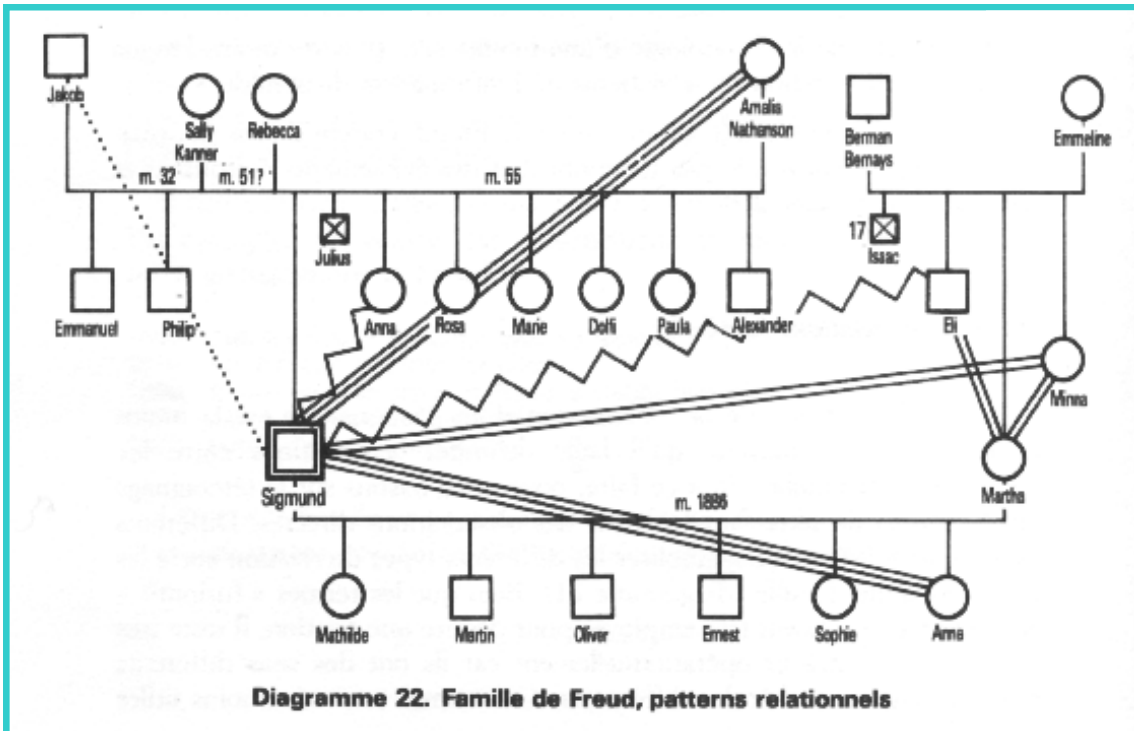 Jakob
Sally
Kanner
Rebecca
Amalia
Nathanson
Berman
Bernays
Emmeline
m. 32
m. 51?
m. 55
Julius
17
Isaac
Emmanuel
Philip
Anna
Rosa
Marie
Dolfi
Paula
Alexander
Eli
Minna
Sigmund
Martha
m. 1886
Mathilde
Martin
Oliver
Ernest
Sophie
Anna
Diagramme 22. Famille de Freud, patterns relationnels